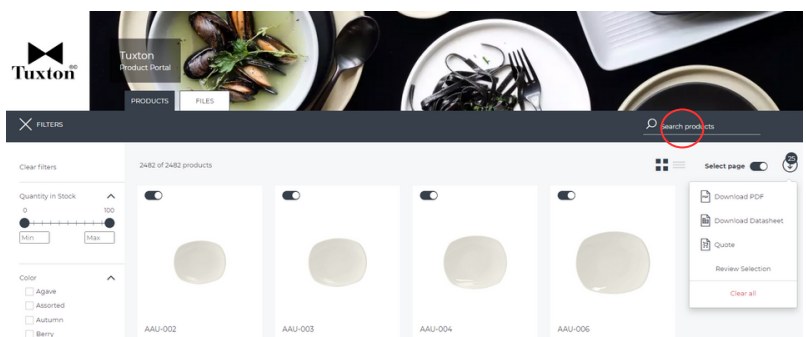 Tuxton®
Tuxton
Product Portal
PRODUCTS
FILES
FILTERS
Search products
Clear filters
2482 of 2482 products
Select page
25
Quantity in Stock
0
100
Min
Max
Color
Agave
Assorted
Autumn
Berry
Download PDF
Download Datasheet
Quote
Review Selection
Clear all
AAU-002
AAU-003
AAU-004
AAU-006